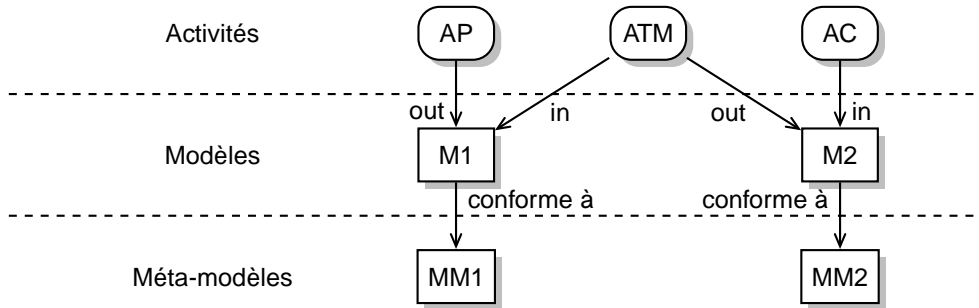 Activités
AP
ATM
AC
out
in
out
in
Modèles
M1
M2
conforme à
conforme à
Méta-modèles
MM1
MM2